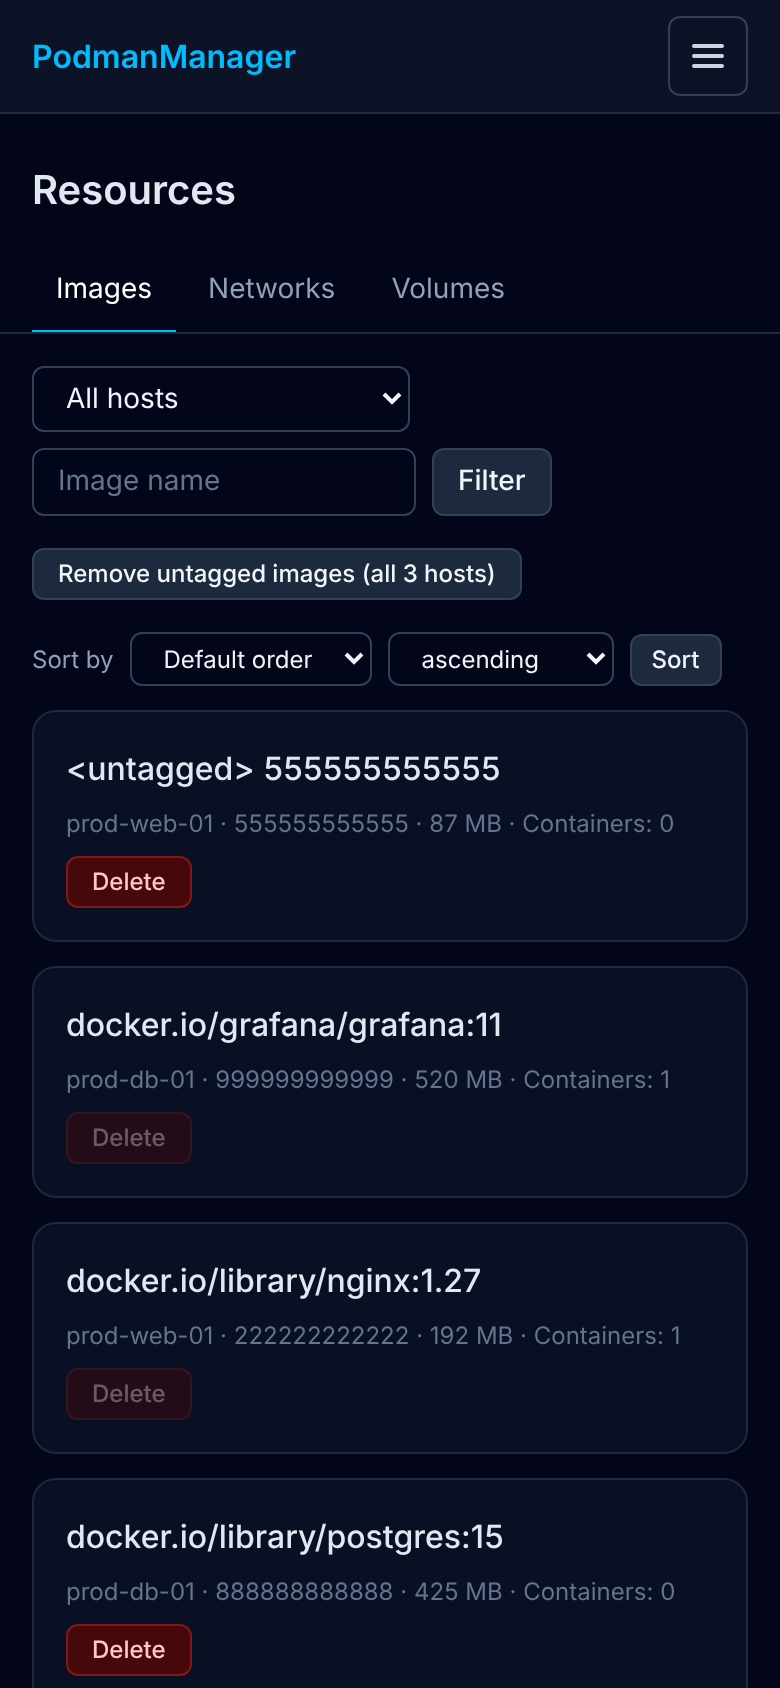 PodmanManager
Resources
Images Networks Volumes
All hosts
Image name Filter
Remove untagged images (all 3 hosts)
Sort by Default order ascending Sort
<untagged> 555555555555
prod-web-01 · 555555555555 · 87 MB · Containers: 0
Delete
docker.io/grafana/grafana:11
prod-db-01 · 999999999999 · 520 MB · Containers: 1
Delete
docker.io/library/nginx:1.27
prod-web-01 · 222222222222 · 192 MB · Containers: 1
Delete
docker.io/library/postgres:15
prod-db-01 · 888888888888 · 425 MB · Containers: 0
Delete